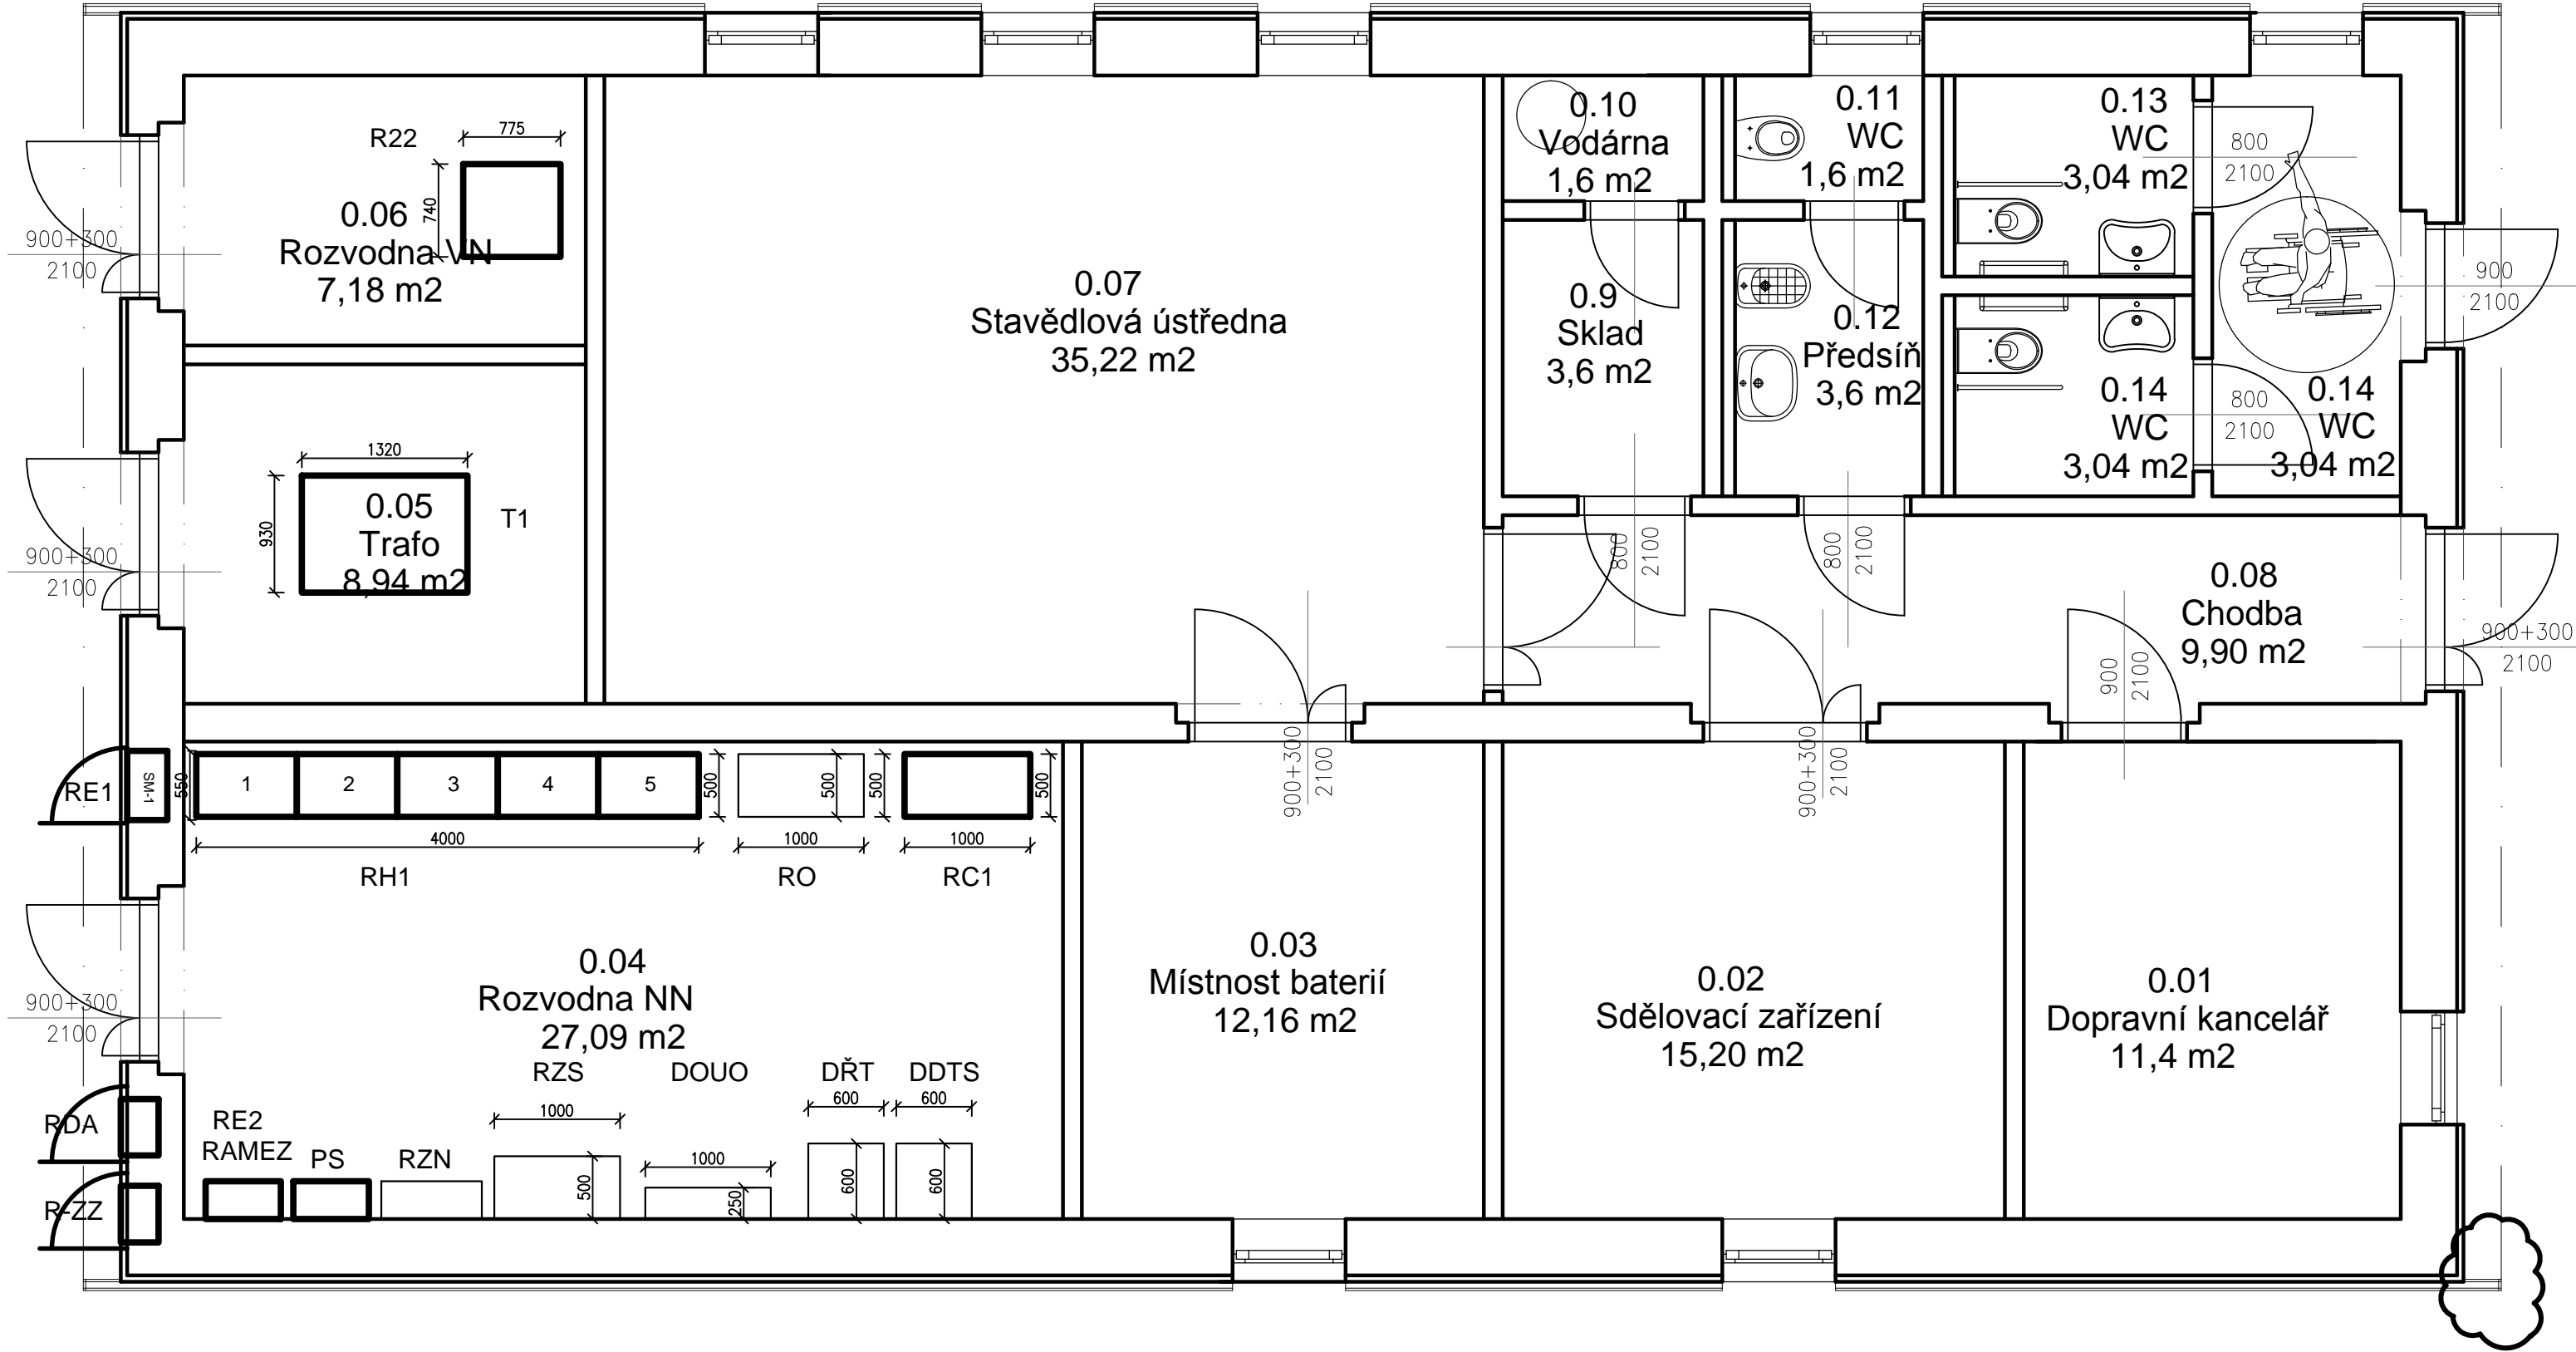 R22
775
740
0.06
Rozvodna VN
7,18 m2
900+300
2100
0.07
Stavědlová ústředna
35,22 m2
0.10
Vodárna
1,6 m2
0.11
WC
1,6 m2
0.13
WC
3,04 m2
800
2100
900
2100
0.9
Sklad
3,6 m2
0.12
Předsíň
3,6 m2
0.14
WC
3,04 m2
800
2100
0.14
WC
3,04 m2
1320
930
0.05
Trafo
8,94 m2
T1
900+300
2100
800
2100
800
2100
0.08
Chodba
9,90 m2
900+300
2100
900
2100
RE1
SM-1
550
1
2
3
4
5
500
500
500
500
4000
1000
1000
RH1
RO
RC1
900+300
2100
900+300
2100
0.04
Rozvodna NN
27,09 m2
900+300
2100
0.03
Místnost baterií
12,16 m2
0.02
Sdělovací zařízení
15,20 m2
0.01
Dopravní kancelář
11,4 m2
RZS
DOUO
DŘT
DDTS
1000
600
600
RDA
RE2
RAMEZ
PS
RZN
500
1000
250
600
600
R-ZZ